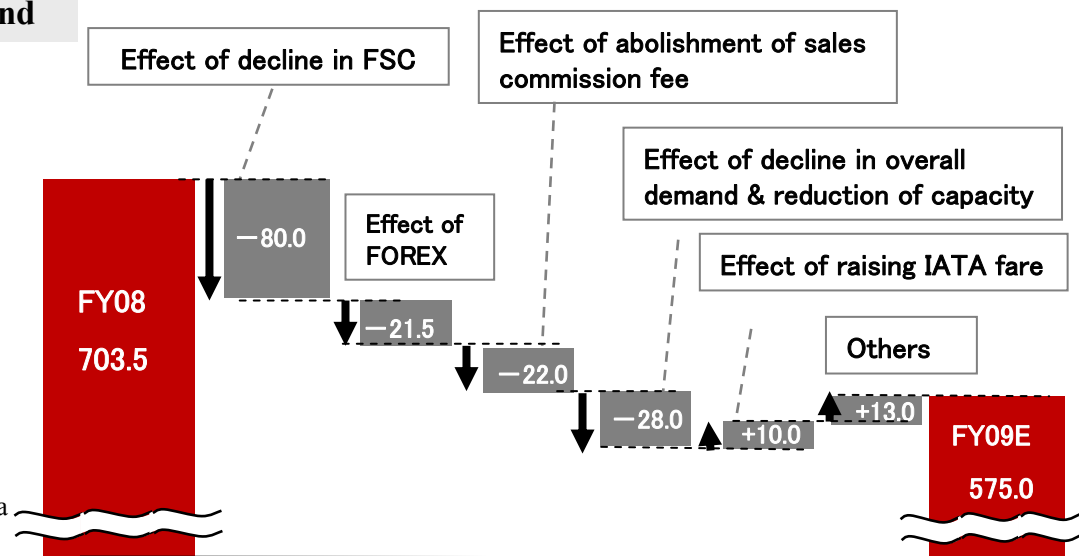 nd
Effect of decline in FSC
Effect of abolishment of sales
commission fee
Effect of decline in overall
demand & reduction of capacity
Effect of
FOREX
Effect of raising IATA fare
Others
FY08
703.5
－80.0
－21.5
－22.0
－28.0
+10.0
+13.0
FY09E
575.0
a